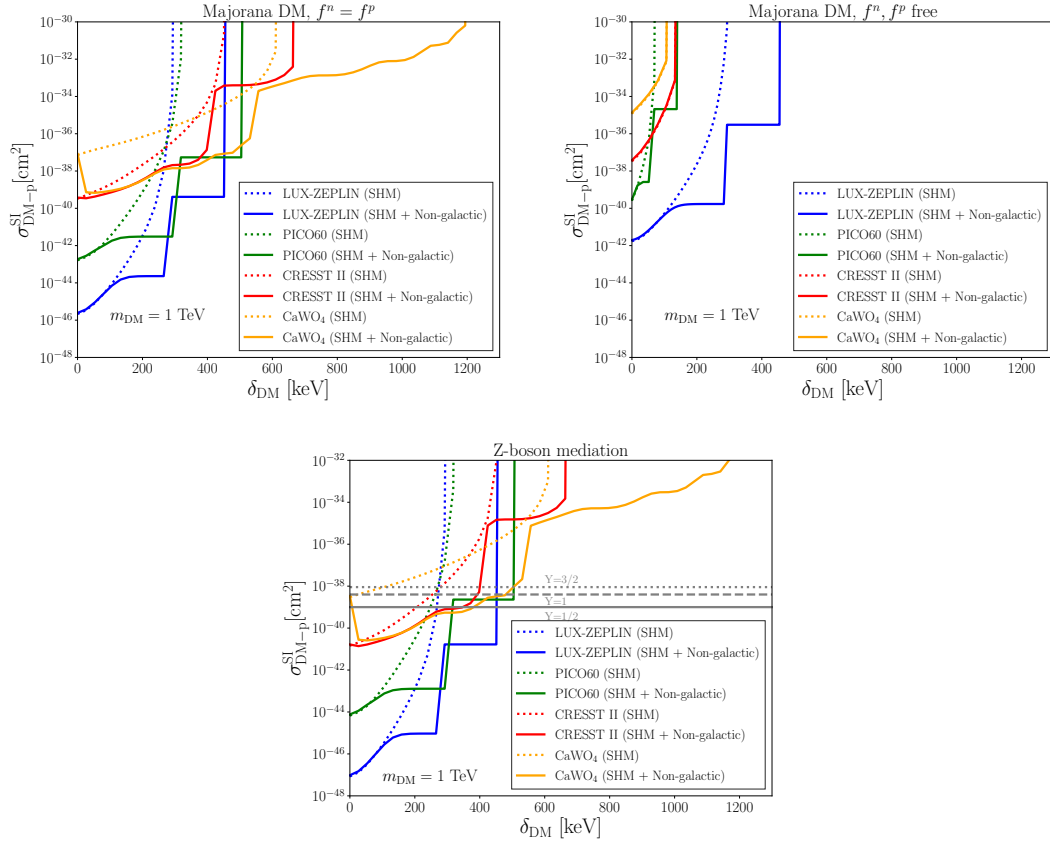 Majorana DM, fⁿ = fᵖ
10⁻³⁰
10⁻³²
10⁻³⁴
10⁻³⁶
10⁻³⁸
10⁻⁴⁰
10⁻⁴²
10⁻⁴⁴
10⁻⁴⁶
10⁻⁴⁸
σ^SI_DM−p [cm²]
LUX-ZEPLIN (SHM)
LUX-ZEPLIN (SHM + Non-galactic)
PICO60 (SHM)
PICO60 (SHM + Non-galactic)
CRESST II (SHM)
CRESST II (SHM + Non-galactic)
CaWO₄ (SHM)
CaWO₄ (SHM + Non-galactic)
m_DM = 1 TeV
0 200 400 600 800 1000 1200
δ_DM [keV]
Majorana DM, fⁿ, fᵖ free
10⁻³⁰
10⁻³²
10⁻³⁴
10⁻³⁶
10⁻³⁸
10⁻⁴⁰
10⁻⁴²
10⁻⁴⁴
10⁻⁴⁶
10⁻⁴⁸
σ^SI_DM−p [cm²]
LUX-ZEPLIN (SHM)
LUX-ZEPLIN (SHM + Non-galactic)
PICO60 (SHM)
PICO60 (SHM + Non-galactic)
CRESST II (SHM)
CRESST II (SHM + Non-galactic)
CaWO₄ (SHM)
CaWO₄ (SHM + Non-galactic)
m_DM = 1 TeV
0 200 400 600 800 1000 1200
δ_DM [keV]
Z-boson mediation
10⁻³²
10⁻³⁴
10⁻³⁶
10⁻³⁸
10⁻⁴⁰
10⁻⁴²
10⁻⁴⁴
10⁻⁴⁶
10⁻⁴⁸
σ^SI_DM−p [cm²]
Y=3/2
Y=1
Y=1/2
LUX-ZEPLIN (SHM)
LUX-ZEPLIN (SHM + Non-galactic)
PICO60 (SHM)
PICO60 (SHM + Non-galactic)
CRESST II (SHM)
CRESST II (SHM + Non-galactic)
CaWO₄ (SHM)
CaWO₄ (SHM + Non-galactic)
m_DM = 1 TeV
0 200 400 600 800 1000 1200
δ_DM [keV]